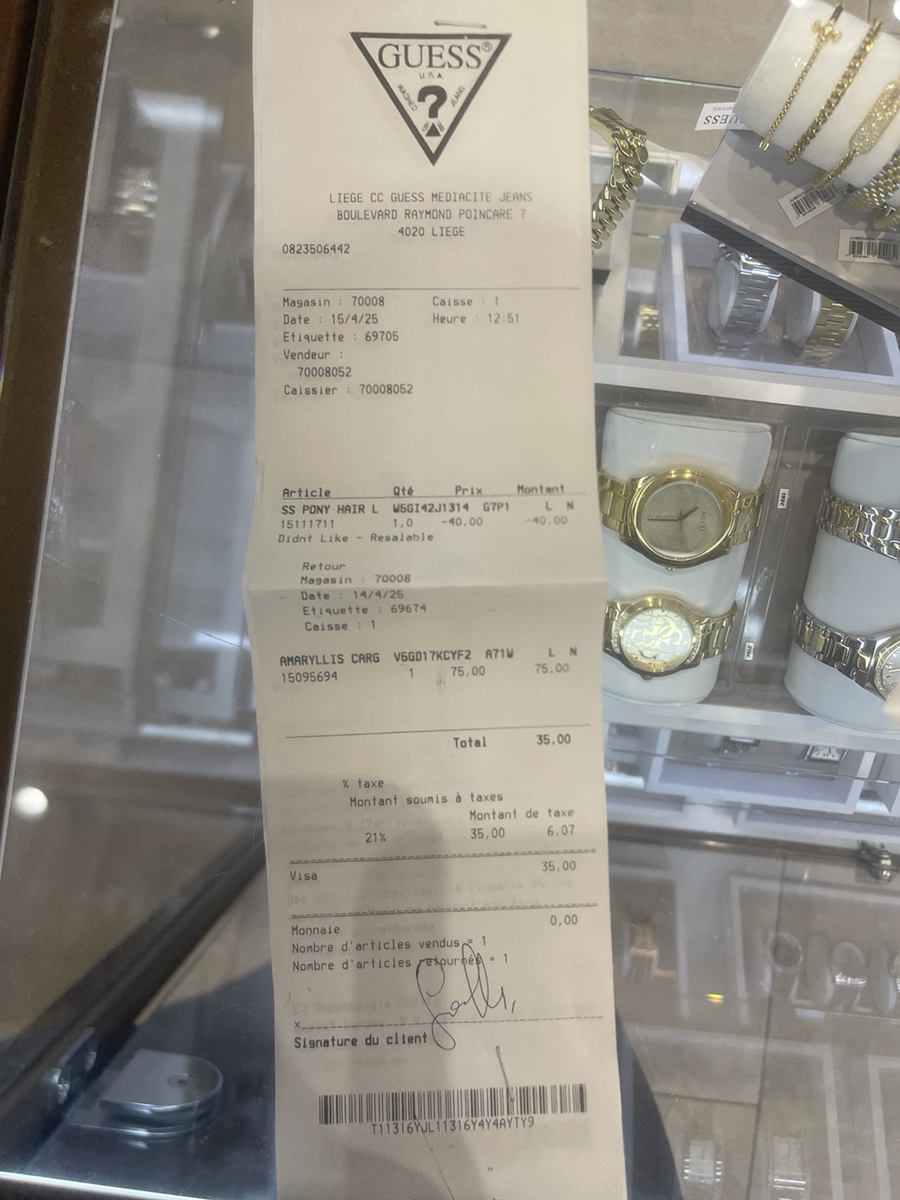 GUESS®
U.S.A.
WASHED
JEANS
?
LIEGE CC GUESS MEDIACITE JEANS
BOULEVARD RAYMOND POINCARE 7
4020 LIEGE
0823506442
Magasin : 70008 Caisse : 1
Date : 15/4/25 Heure : 12:51
Etiquette : 69705
Vendeur :
70008052
Caissier : 70008052
Article Qté Prix Montant
SS PONY HAIR L W5GI42J1314 G7P1 L N
15111711 1,0 -40,00 -40,00
Didnt Like - Resalable
Retour
Magasin : 70008
Date : 14/4/25
Etiquette : 69674
Caisse : 1
AMARYLLIS CARG V5GD17KCYF2 A71W L N
15095694 1 75,00 75,00
Total 35,00
% taxe
Montant soumis à taxes
Montant de taxe
21% 35,00 6,07
Visa 35,00
Monnaie 0,00
Nombre d'articles vendus = 1
Nombre d'articles retournés = 1
x
Signature du client
T11316YJL11316Y4Y4AYTY9
GUESS